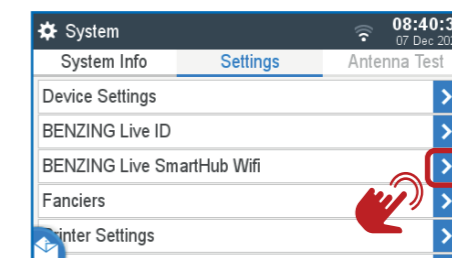 System
08:40:3
07 Dec 20
System Info Settings Antenna Test
Device Settings
BENZING Live ID
BENZING Live SmartHub Wifi
Fanciers
Printer Settings